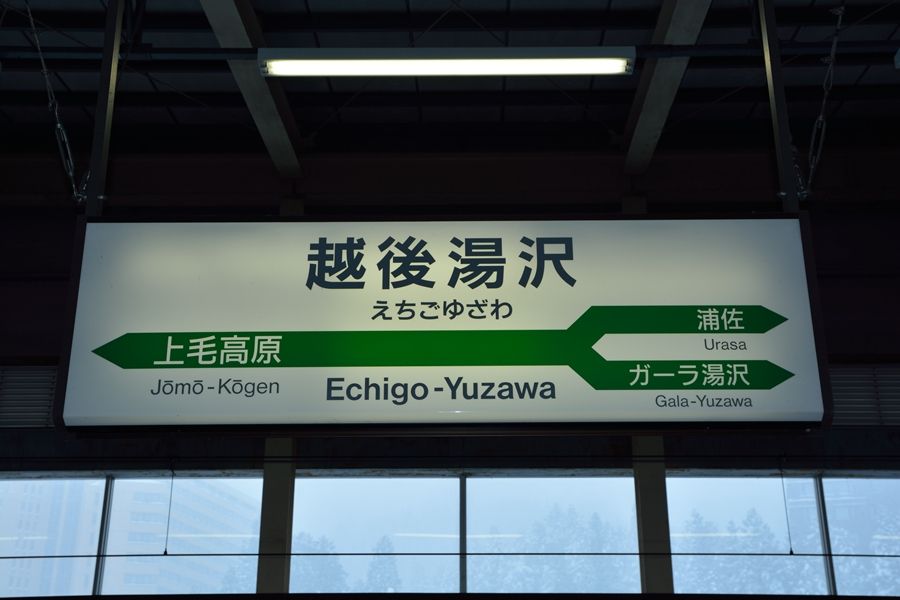 越後湯沢
えちごゆざわ
上毛高原
Jōmō-Kōgen
Echigo-Yuzawa
浦佐
Urasa
ガーラ湯沢
Gala-Yuzawa